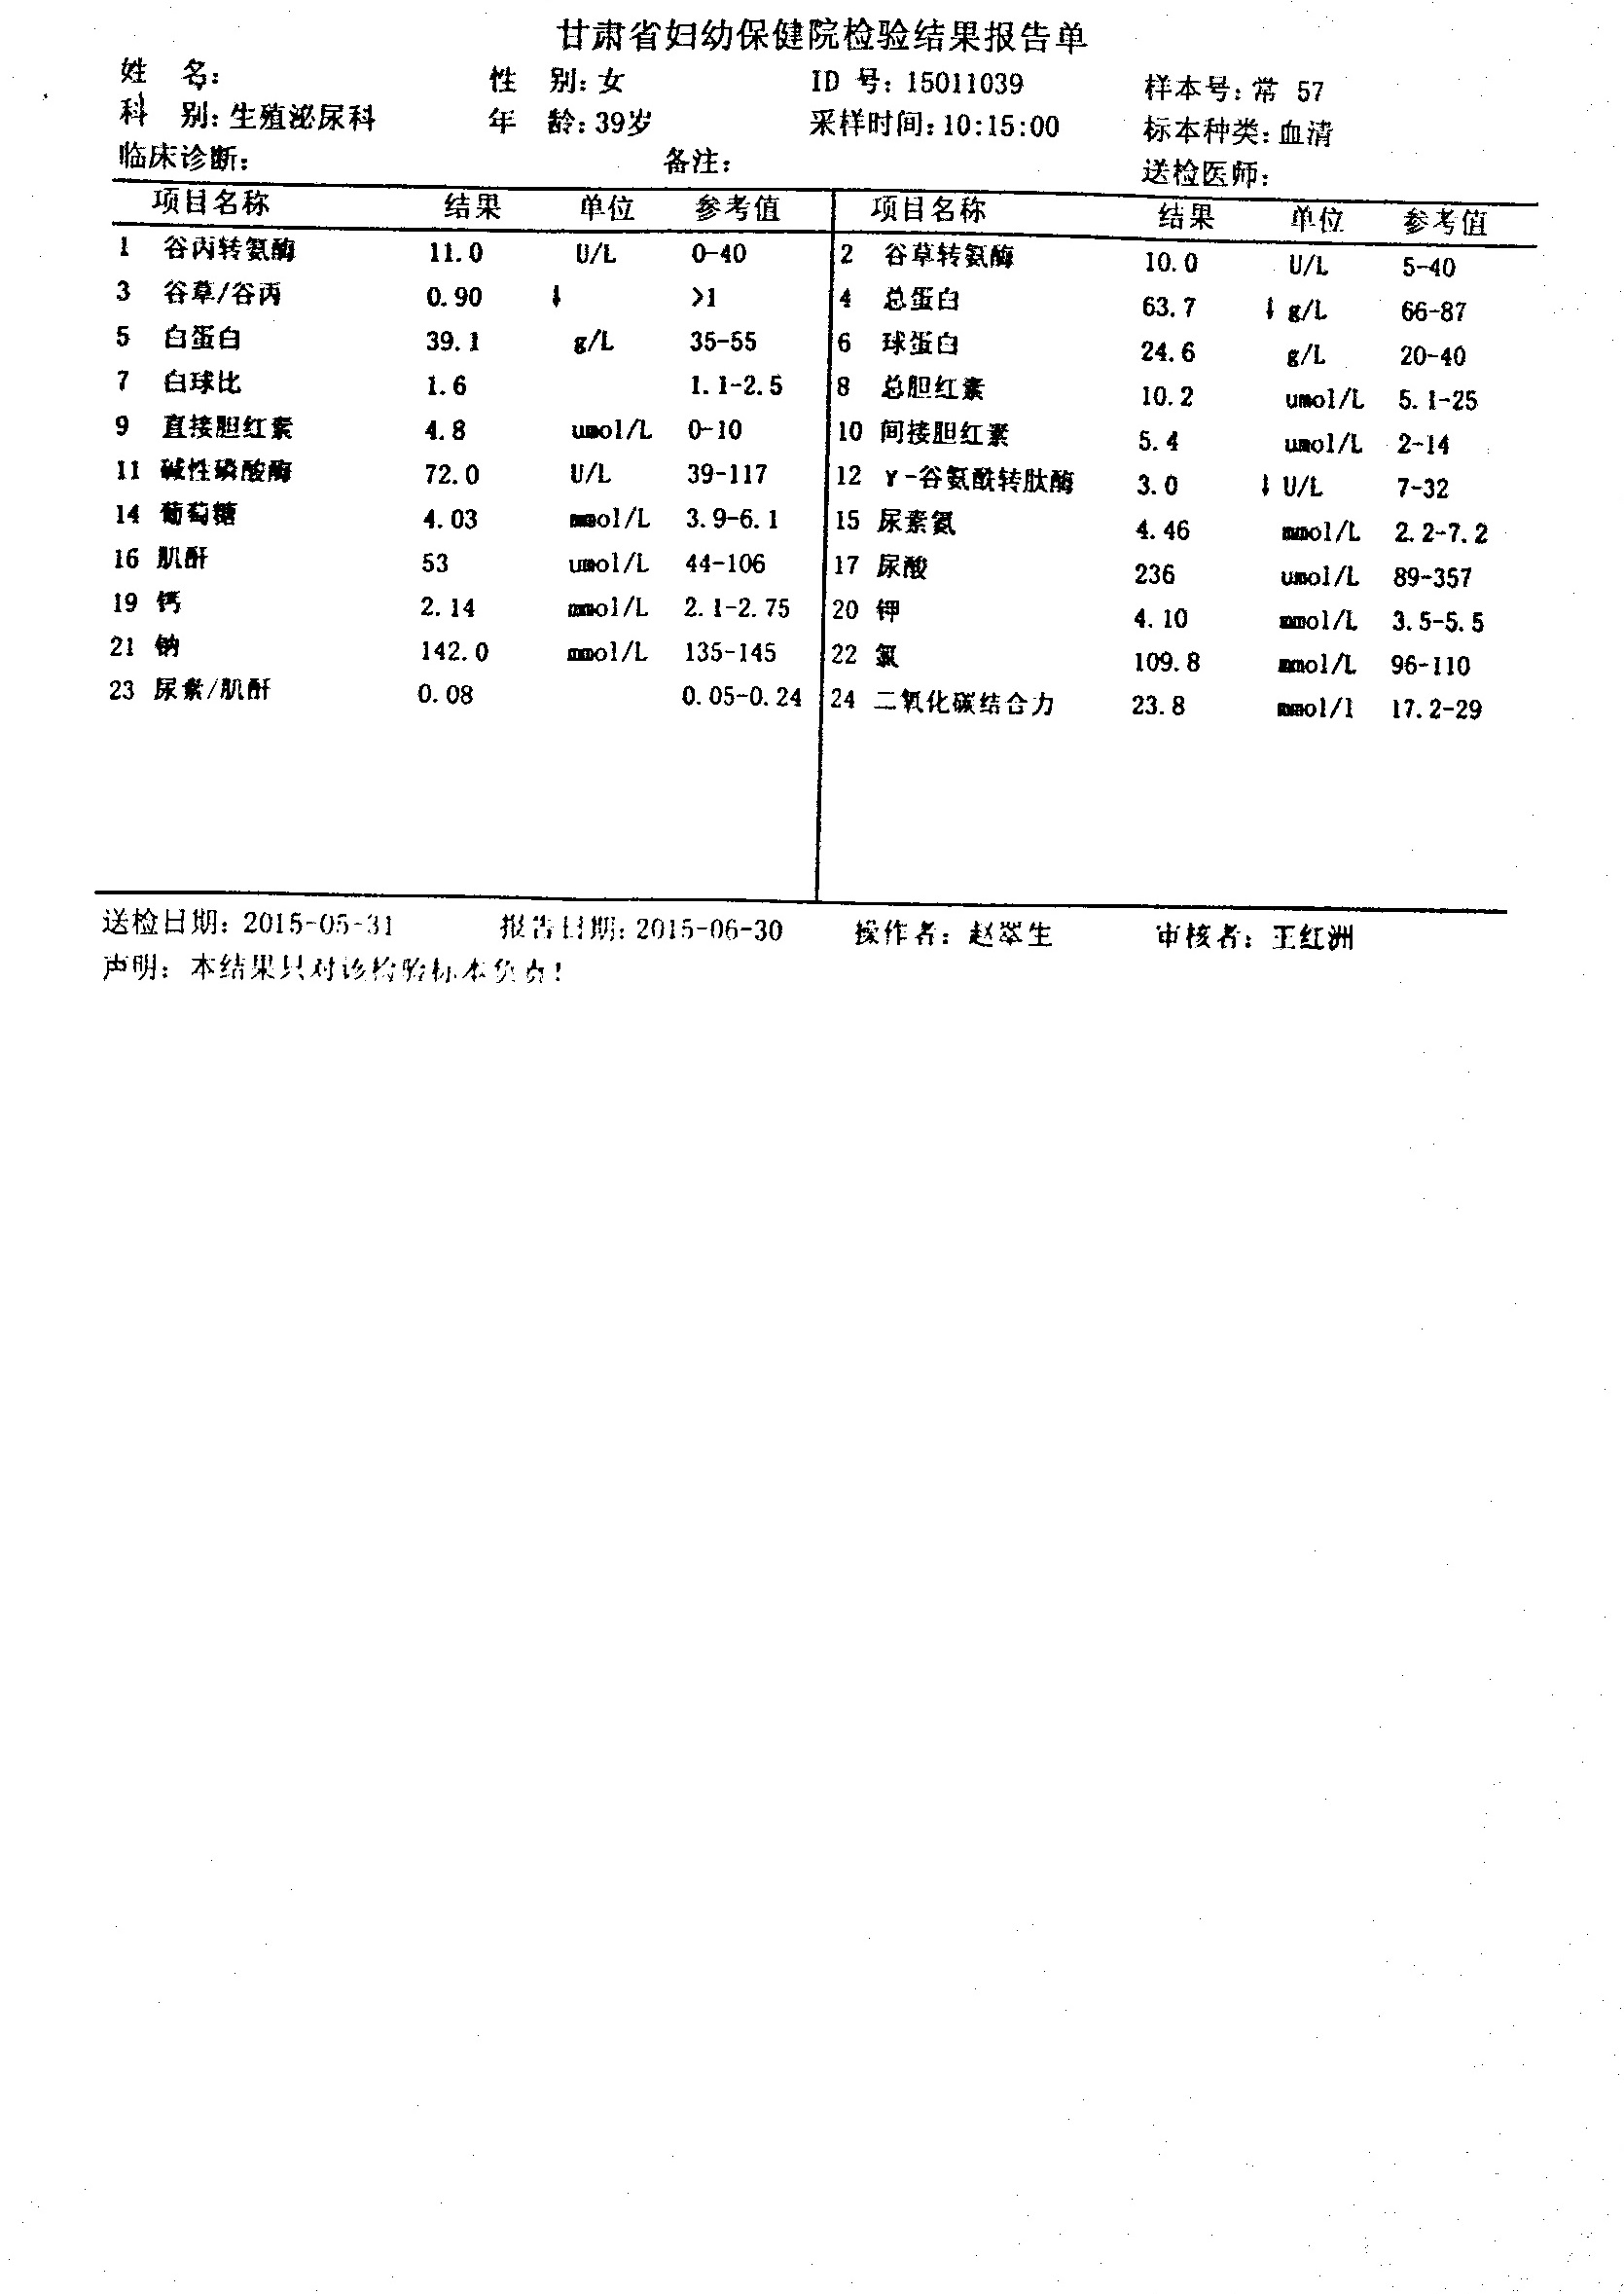 甘肃省妇幼保健院检验结果报告单
姓 名: 性 别: 女 ID 号: 15011039 样本号: 常 57
科 别: 生殖泌尿科 年 龄: 39岁 采样时间: 10:15:00 标本种类: 血清
临床诊断: 备注: 送检医师:
项目名称 结果 单位 参考值 项目名称 结果 单位 参考值
1 谷丙转氨酶 11.0 U/L 0-40 2 谷草转氨酶 10.0 U/L 5-40
3 谷草/谷丙 0.90 ↓ >1 4 总蛋白 63.7 ↓ g/L 66-87
5 白蛋白 39.1 g/L 35-55 6 球蛋白 24.6 g/L 20-40
7 白球比 1.6 1.1-2.5 8 总胆红素 10.2 umol/L 5.1-25
9 直接胆红素 4.8 umol/L 0-10 10 间接胆红素 5.4 umol/L 2-14
11 碱性磷酸酶 72.0 U/L 39-117 12 γ-谷氨酰转肽酶 3.0 ↓ U/L 7-32
14 葡萄糖 4.03 mmol/L 3.9-6.1 15 尿素氮 4.46 mmol/L 2.2-7.2
16 肌酐 53 umol/L 44-106 17 尿酸 236 umol/L 89-357
19 钙 2.14 mmol/L 2.1-2.75 20 钾 4.10 mmol/L 3.5-5.5
21 钠 142.0 mmol/L 135-145 22 氯 109.8 mmol/L 96-110
23 尿素/肌酐 0.08 0.05-0.24 24 二氧化碳结合力 23.8 mmol/l 17.2-29
送检日期: 2015-05-31 报告日期: 2015-06-30 操作者: 赵翠生 审核者: 王红洲
声明: 本结果只对该检验标本负责!